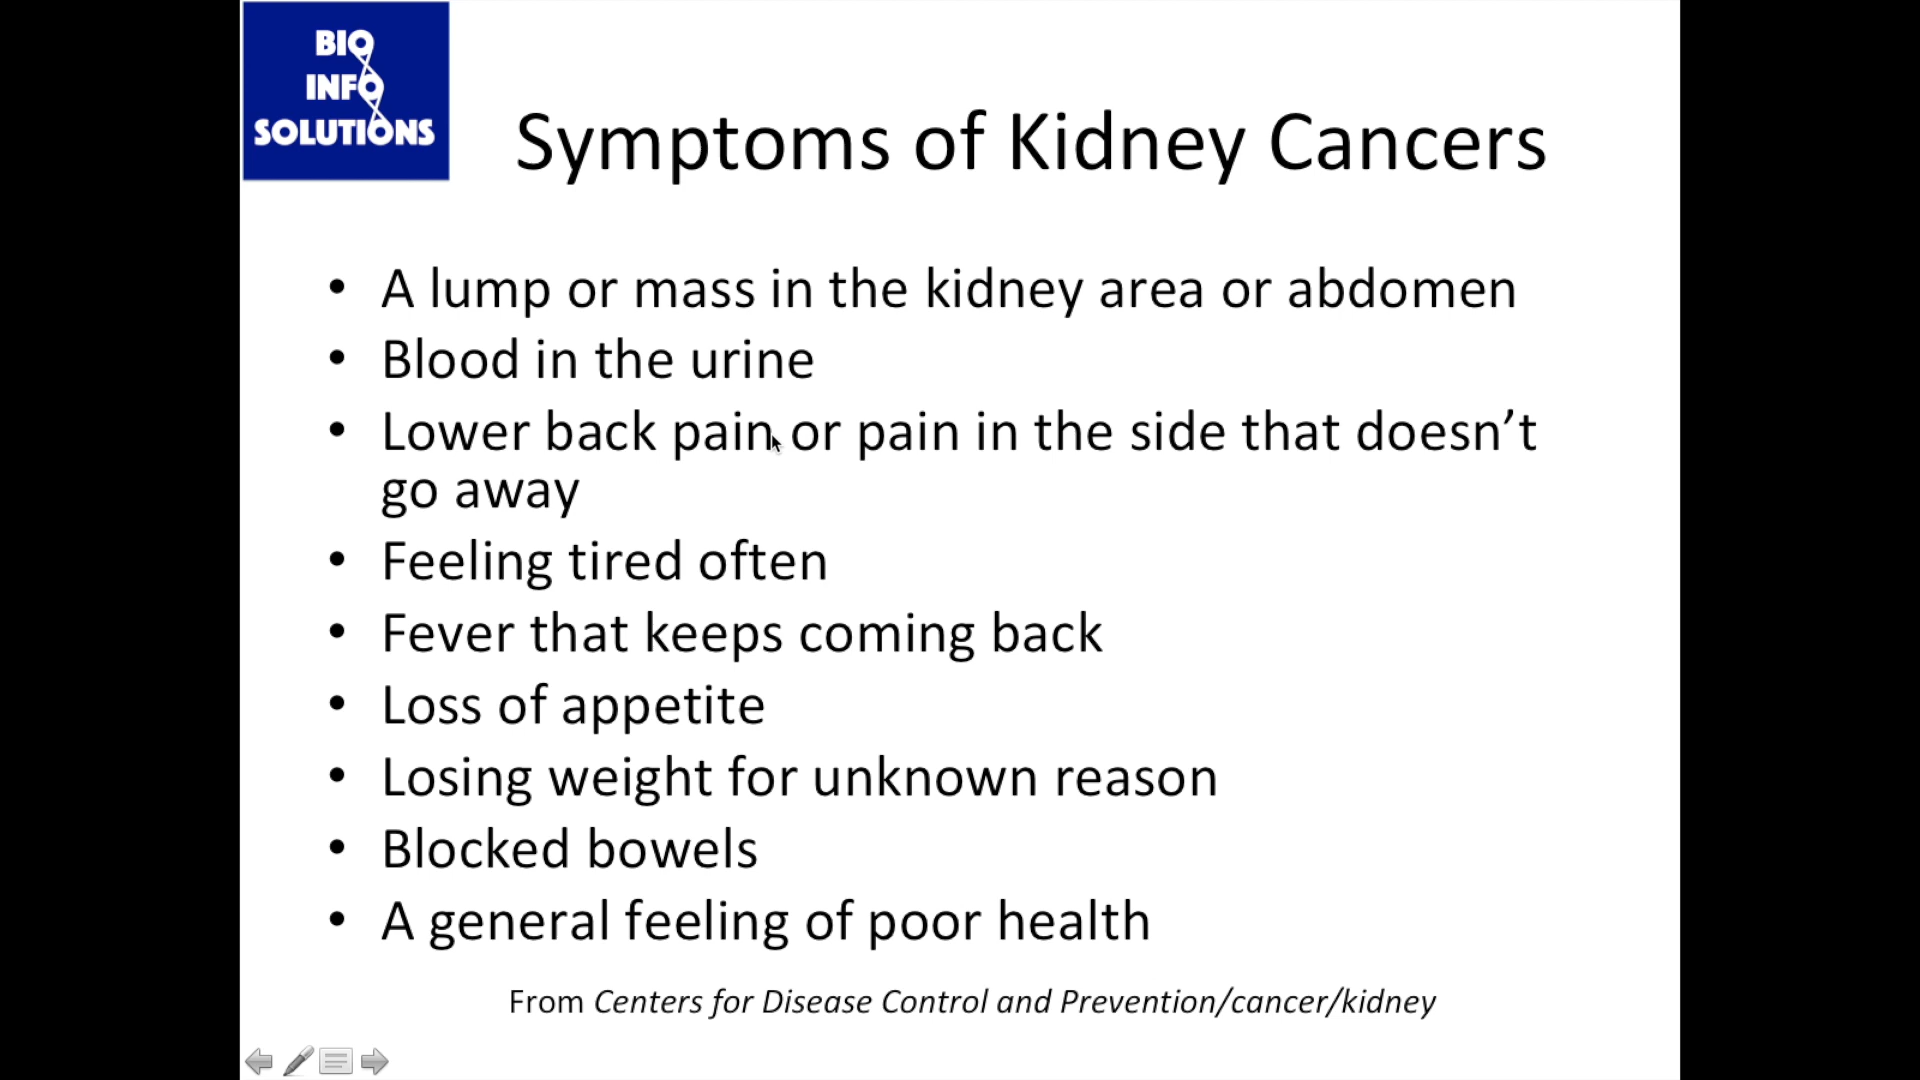 BIO
INFO
SOLUTIONS
Symptoms of Kidney Cancers
• A lump or mass in the kidney area or abdomen
• Blood in the urine
• Lower back pain or pain in the side that doesn’t
go away
• Feeling tired often
• Fever that keeps coming back
• Loss of appetite
• Losing weight for unknown reason
• Blocked bowels
• A general feeling of poor health
From Centers for Disease Control and Prevention/cancer/kidney